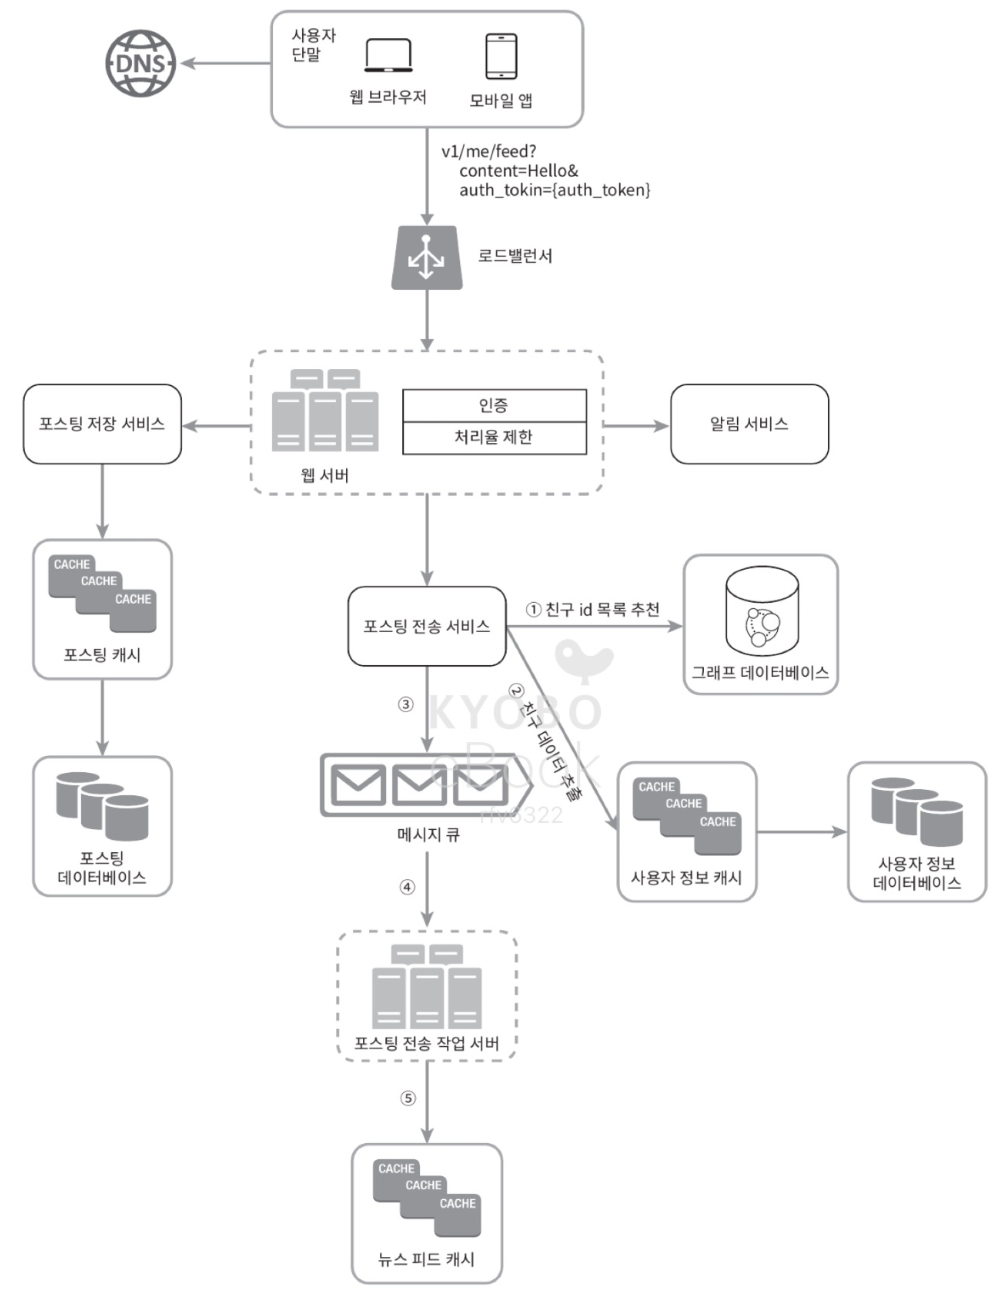 DNS
사용자
단말
웹 브라우저
모바일 앱
v1/me/feed?
content=Hello&
auth_tokin={auth_token}
로드밸런서
포스팅 저장 서비스
인증
처리율 제한
웹 서버
알림 서비스
CACHE
CACHE
CACHE
포스팅 캐시
포스팅 전송 서비스
① 친구 id 목록 추천
그래프 데이터베이스
② 친구 데이터 추출
③
KYOBO
eBook
메시지 큐
포스팅
데이터베이스
CACHE
CACHE
CACHE
사용자 정보 캐시
사용자 정보
데이터베이스
④
포스팅 전송 작업 서버
⑤
CACHE
CACHE
CACHE
뉴스 피드 캐시